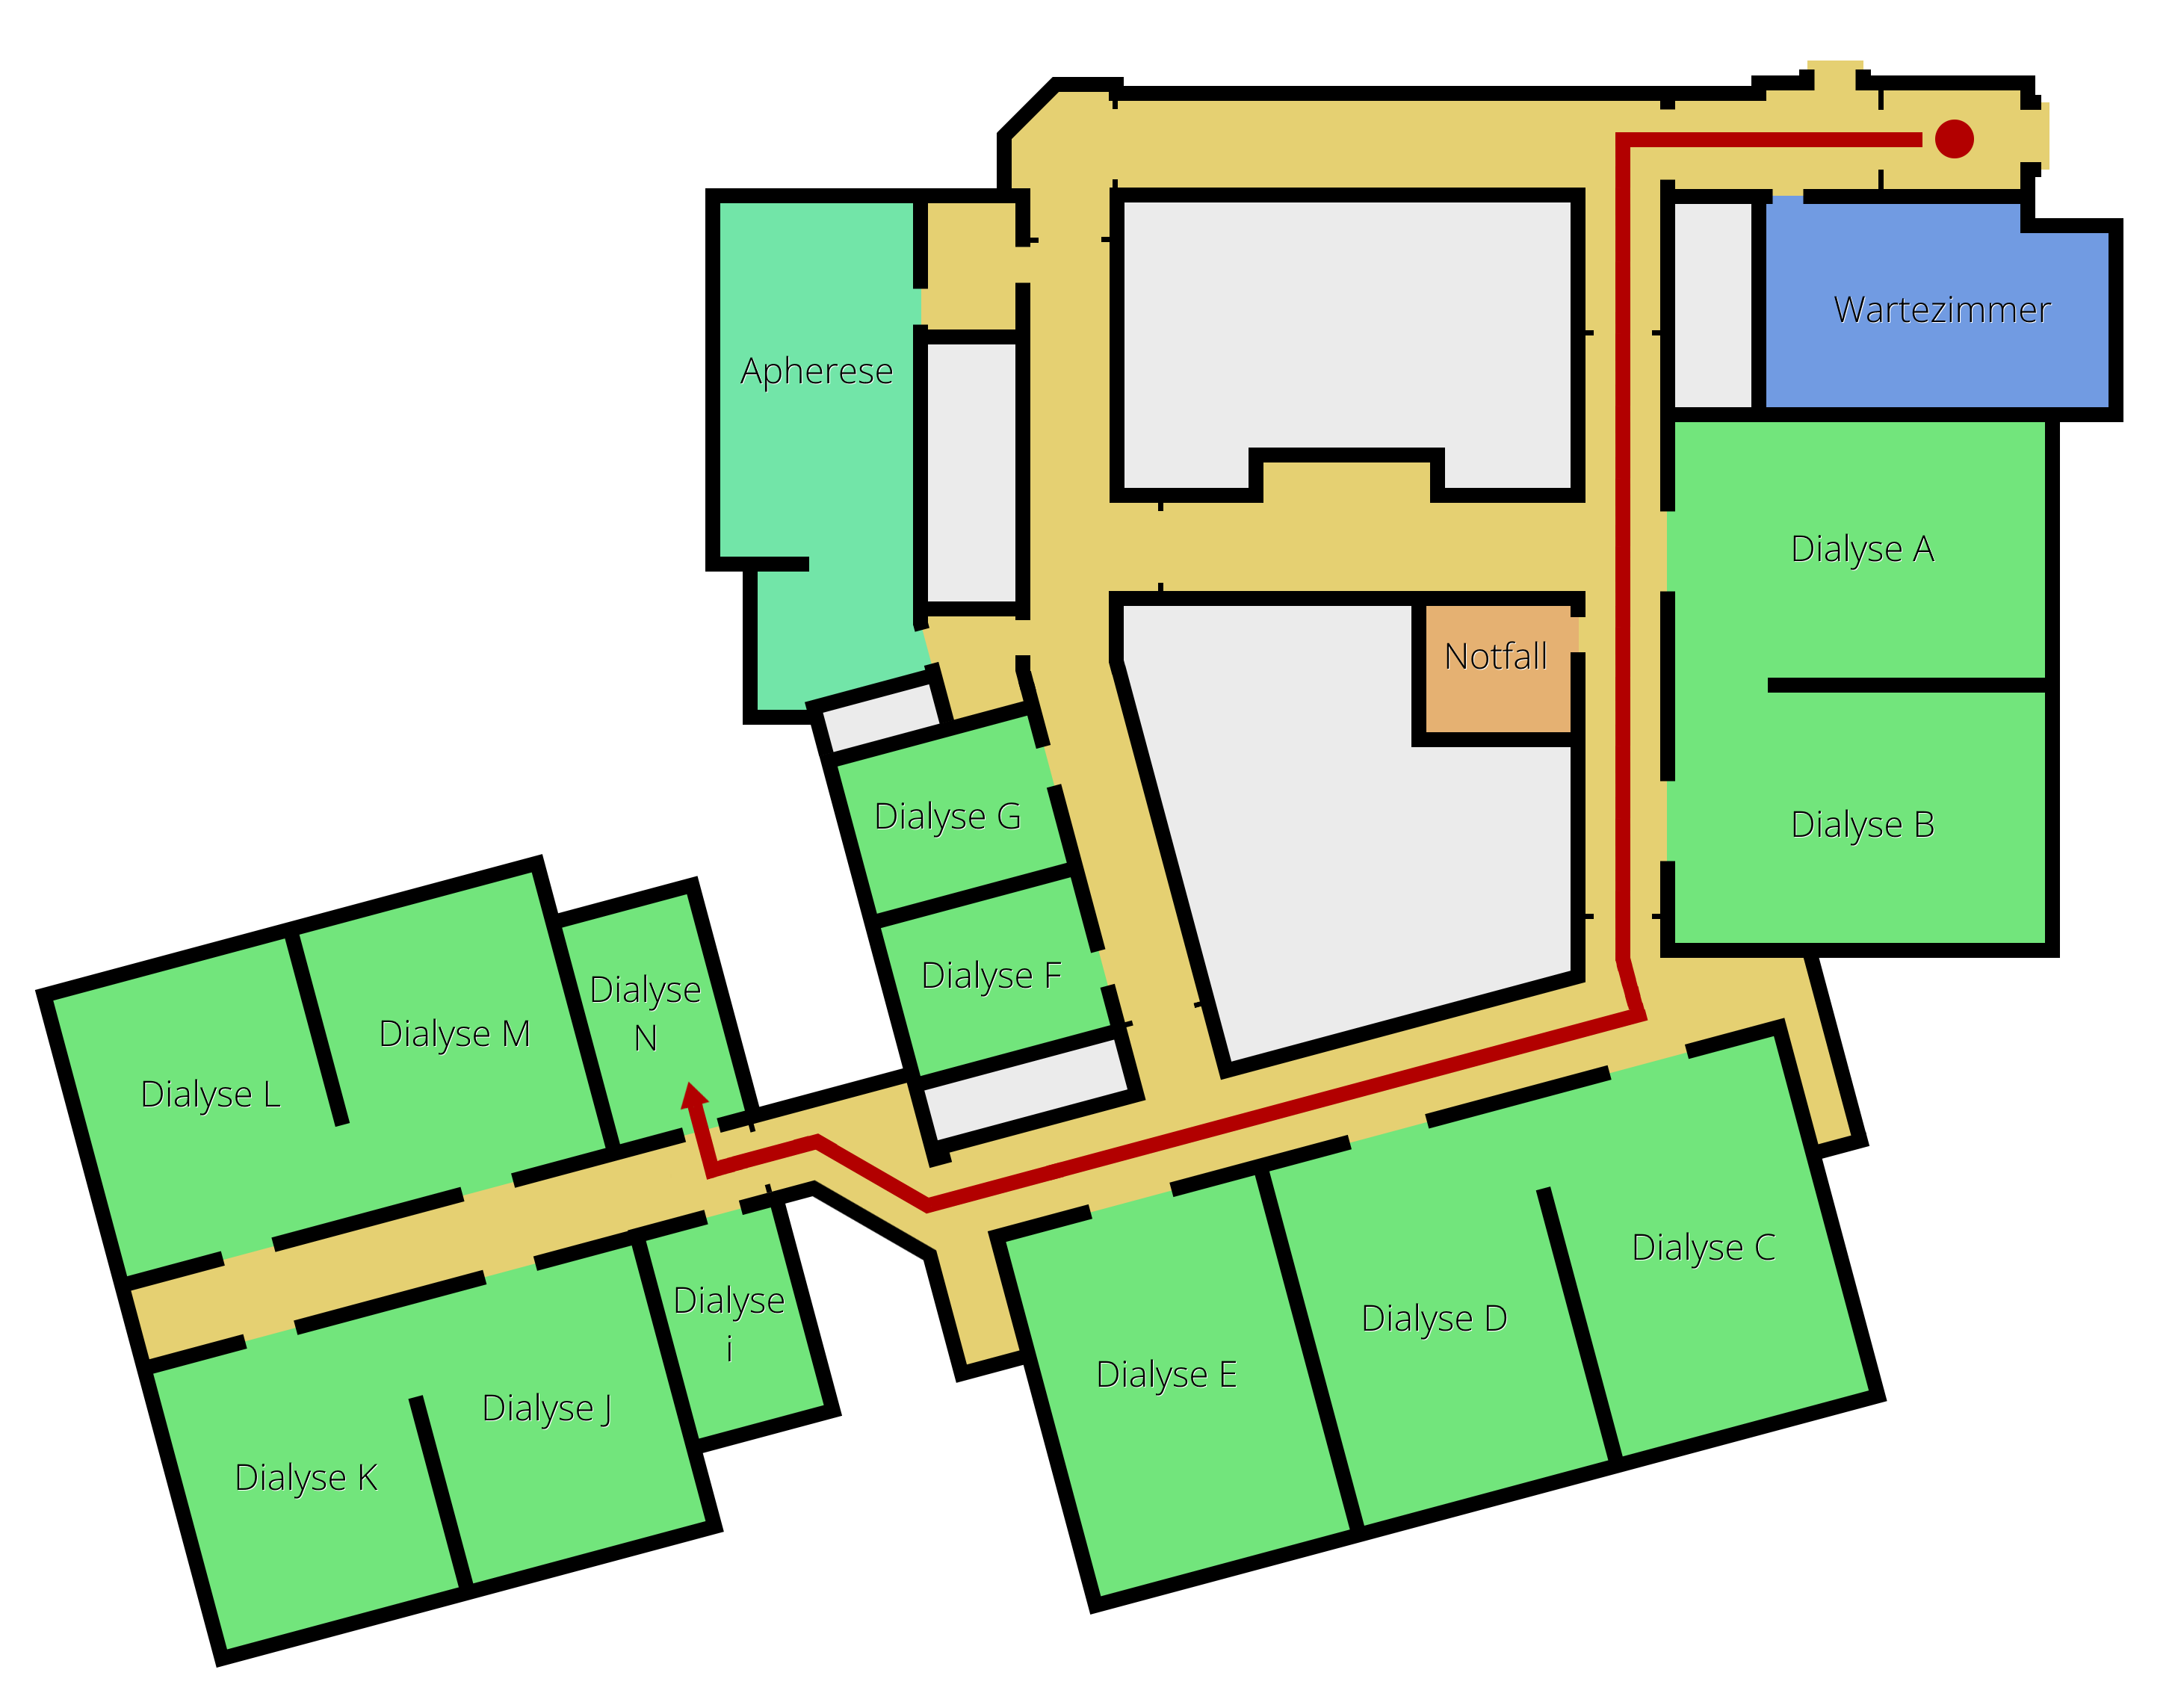 Wartezimmer
Apherese
Dialyse A
Notfall
Dialyse G
Dialyse B
Dialyse F
Dialyse
N
Dialyse M
Dialyse L
Dialyse C
Dialyse
i
Dialyse D
Dialyse E
Dialyse J
Dialyse K